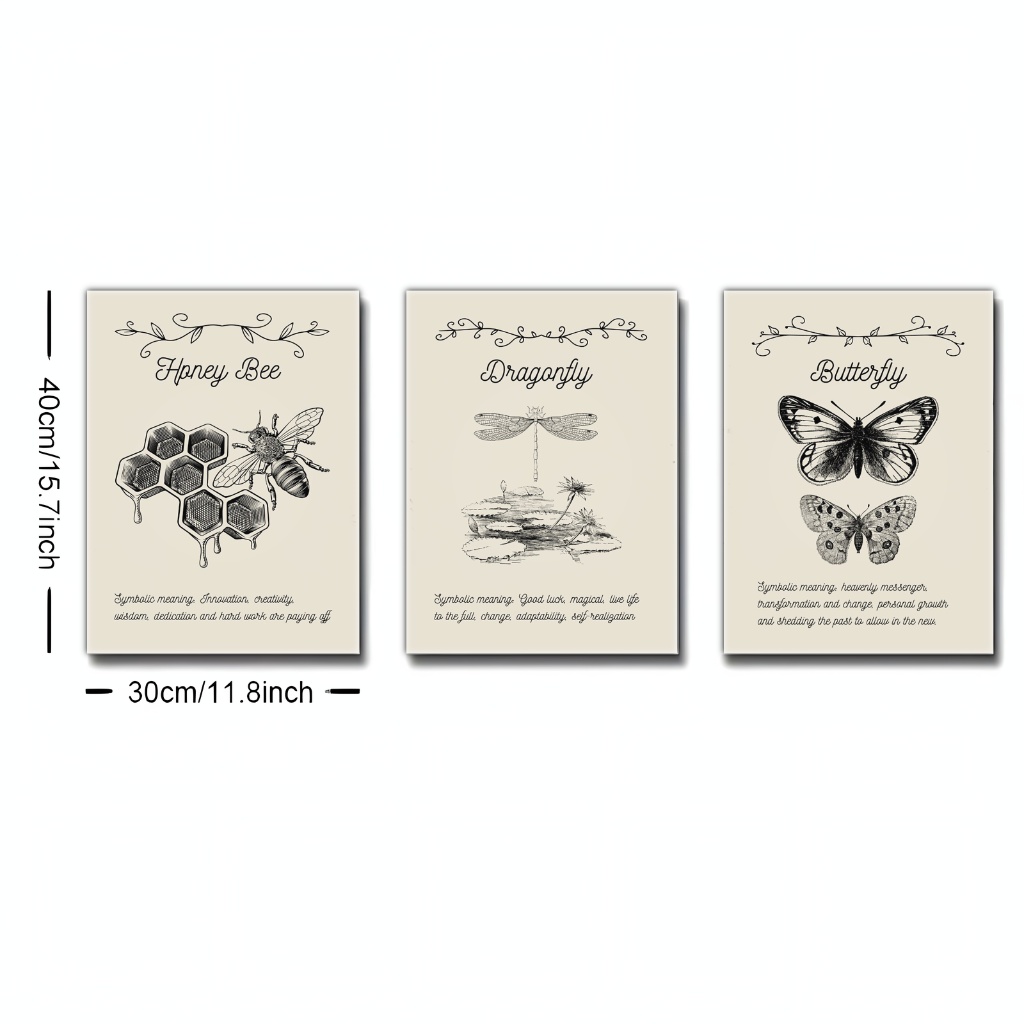 Honey Bee
Symbolic meaning: Innovation, creativity,
wisdom, dedication and hard work are paying off
Dragonfly
Symbolic meaning: Good luck, magical, live life
to the full, change, adaptability, self-realization
Butterfly
Symbolic meaning: heavenly messenger,
transformation and change, personal growth
and shedding the past to allow in the new.
40cm/15.7inch
30cm/11.8inch